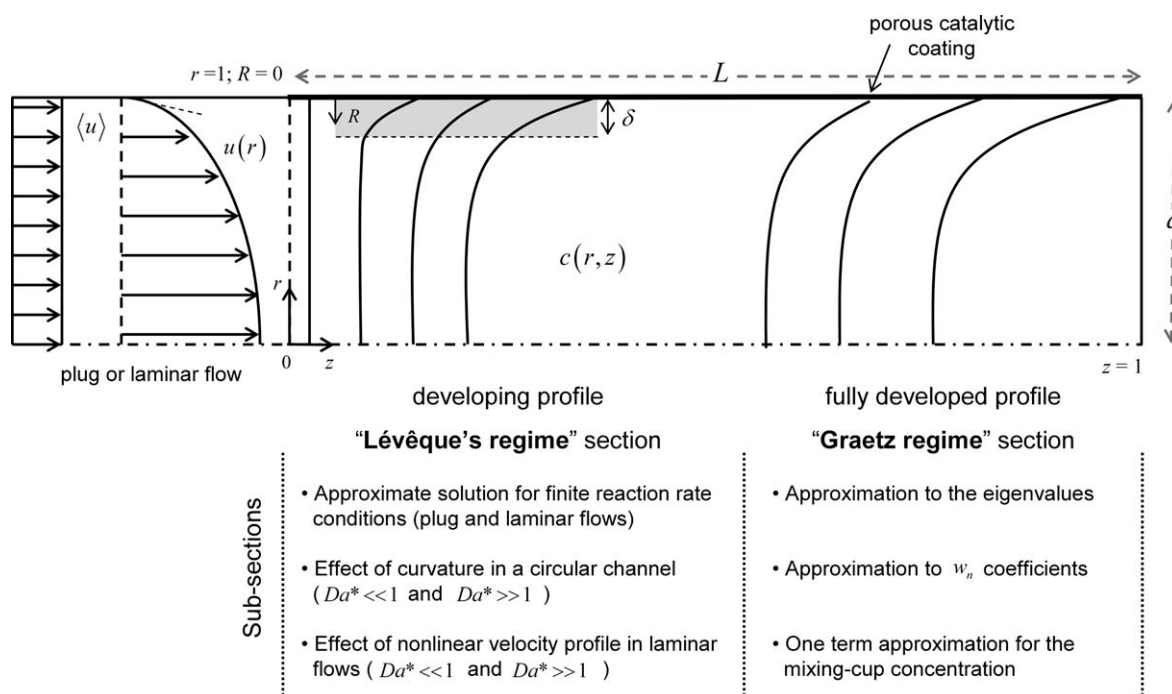 porous catalytic
coating
r = 1; R = 0
L
⟨u⟩
u(r)
R
δ
c(r, z)
r
0
z
z = 1
plug or laminar flow
developing profile
fully developed profile
“Lévêque's regime” section
“Graetz regime” section
Sub-sections
• Approximate solution for finite reaction rate
conditions (plug and laminar flows)
• Effect of curvature in a circular channel
( Da* << 1 and Da* >> 1 )
• Effect of nonlinear velocity profile in laminar
flows ( Da* << 1 and Da* >> 1 )
• Approximation to the eigenvalues
• Approximation to wₙ coefficients
• One term approximation for the
mixing-cup concentration